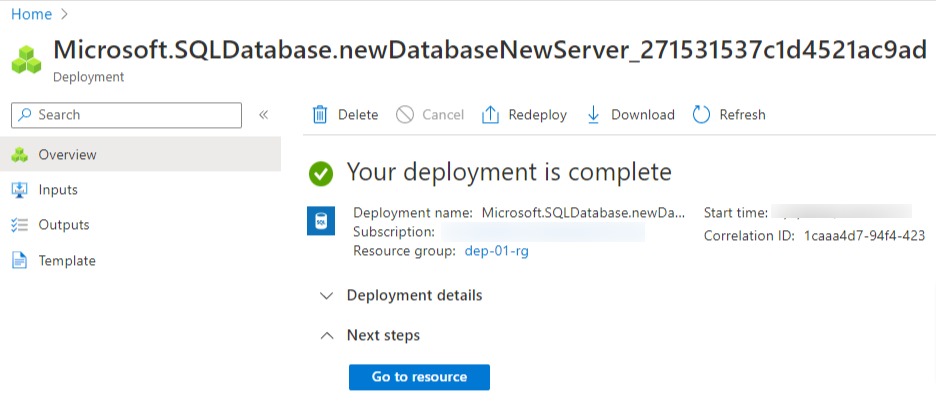 Home >
Microsoft.SQLDatabase.newDatabaseNewServer_271531537c1d4521ac9ad
Deployment
Search «
Delete Cancel Redeploy Download Refresh
Overview
Inputs
Outputs
Template
Your deployment is complete
Deployment name: Microsoft.SQLDatabase.newDa... Start time:
Subscription:
Correlation ID: 1caaa4d7-94f4-423
Resource group: dep-01-rg
SQL
Deployment details
Next steps
Go to resource